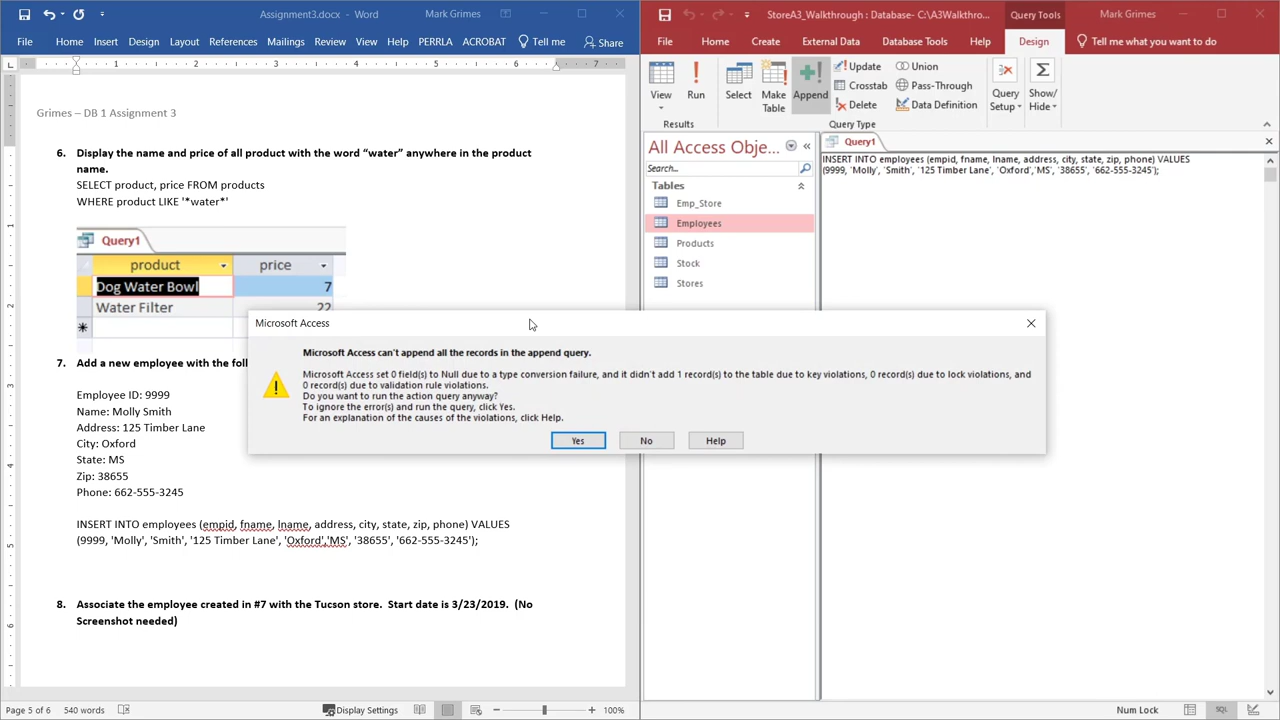 Assignment3.docx - Word
Mark Grimes
File Home Insert Design Layout References Mailings Review View Help PERRLA ACROBAT Tell me Share
1 2 3 4 5 6 7
Grimes – DB 1 Assignment 3
6. Display the name and price of all product with the word “water” anywhere in the product
name.
SELECT product, price FROM products
WHERE product LIKE '*water*'
Query1
product price
Dog Water Bowl 7
Water Filter 22
7. Add a new employee with the foll
Employee ID: 9999
Name: Molly Smith
Address: 125 Timber Lane
City: Oxford
State: MS
Zip: 38655
Phone: 662-555-3245
INSERT INTO employees (empid, fname, lname, address, city, state, zip, phone) VALUES
(9999, 'Molly', 'Smith', '125 Timber Lane', 'Oxford','MS', '38655', '662-555-3245');
8. Associate the employee created in #7 with the Tucson store. Start date is 3/23/2019. (No
Screenshot needed)
Page 5 of 6 540 words Display Settings 100%
StoreA3_Walkthrough : Database- C:\A3Walkthro...
Query Tools
Mark Grimes
File Home Create External Data Database Tools Help Design Tell me what you want to do
View Run Select Make Table Append Update Crosstab Delete Union Pass-Through Data Definition Query Setup Show/ Hide
Results Query Type
All Access Obje...
Search...
Tables
Emp_Store
Employees
Products
Stock
Stores
Query1
INSERT INTO employees (empid, fname, lname, address, city, state, zip, phone) VALUES
(9999, 'Molly', 'Smith', '125 Timber Lane', 'Oxford','MS', '38655', '662-555-3245');
Microsoft Access
Microsoft Access can't append all the records in the append query.
Microsoft Access set 0 field(s) to Null due to a type conversion failure, and it didn't add 1 record(s) to the table due to key violations, 0 record(s) due to lock violations, and
0 record(s) due to validation rule violations.
Do you want to run the action query anyway?
To ignore the error(s) and run the query, click Yes.
For an explanation of the causes of the violations, click Help.
Yes No Help
Num Lock SQL